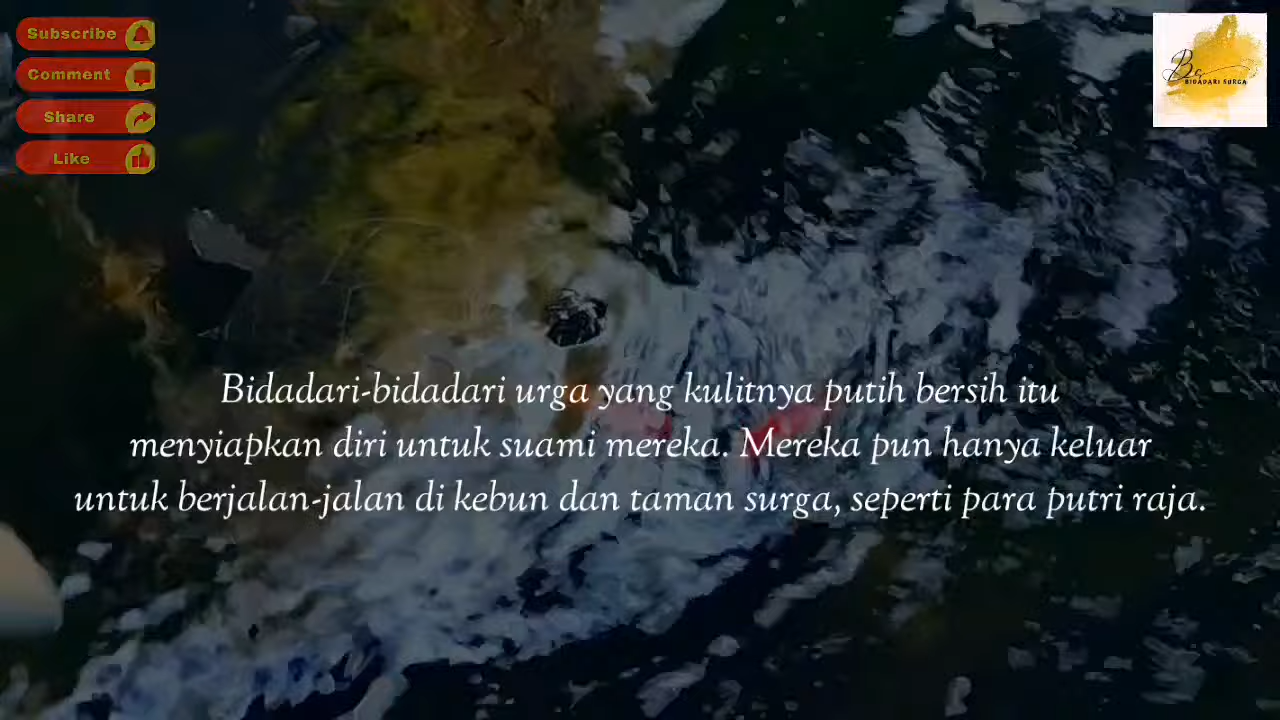 Subscribe
Comment
Share
Like
Bs
BIDADARI SURGA
Bidadari-bidadari urga yang kulitnya putih bersih itu
menyiapkan diri untuk suami mereka. Mereka pun hanya keluar
untuk berjalan-jalan di kebun dan taman surga, seperti para putri raja.